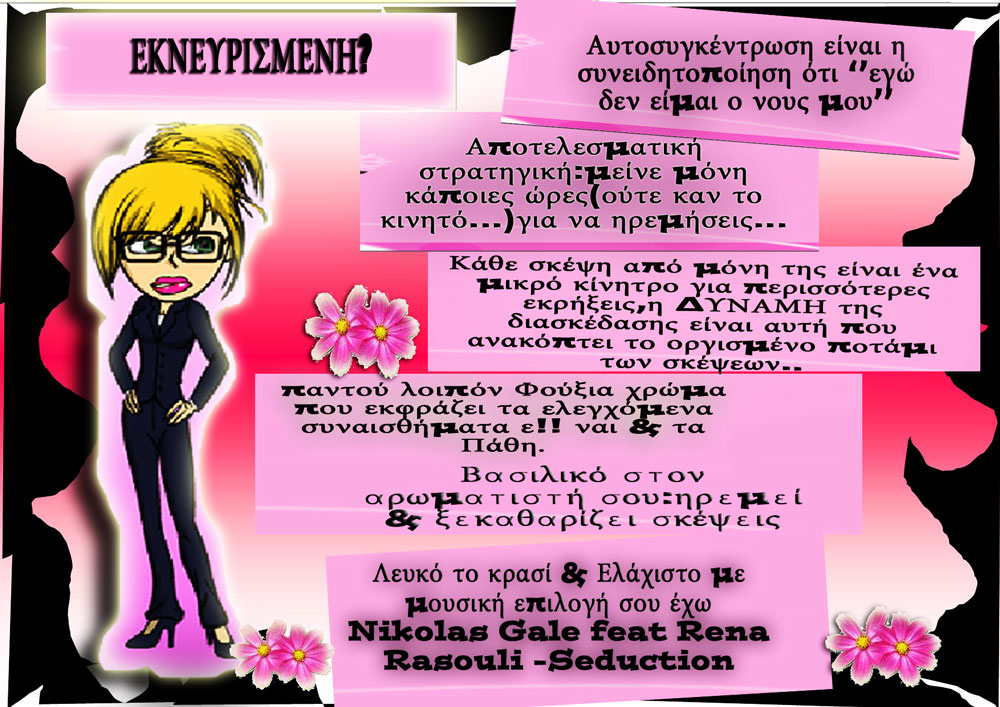 ΕΚΝΕΥΡΙΣΜΕΝΗ?
Αυτοσυγκέντρωση είναι η
συνειδητοποίηση ότι ‘’εγώ
δεν είμαι ο νους μου’’
Αποτελεσματική
στρατηγική:μείνε μόνη
κάποιες ώρες(ούτε καν το
κινητό...)για να ηρεμήσεις...
Κάθε σκέψη από μόνη της είναι ένα
μικρό κίνητρο για περισσότερες
εκρήξεις,η ΔΥΝΑΜΗ της
διασκέδασης είναι αυτή που
ανακόπτει το οργισμένο ποτάμι
των σκέψεων..
παντού λοιπόν Φούξια χρώμα
που εκφράζει τα ελεγχόμενα
συναισθήματα ε!! ναι & τα
Πάθη.
Βασιλικό στον
αρωματιστή σου:ηρεμεί
& ξεκαθαρίζει σκέψεις
Λευκό το κρασί & Ελάχιστο με
μουσική επιλογή σου έχω
Nikolas Gale feat Rena
Rasouli -Seduction